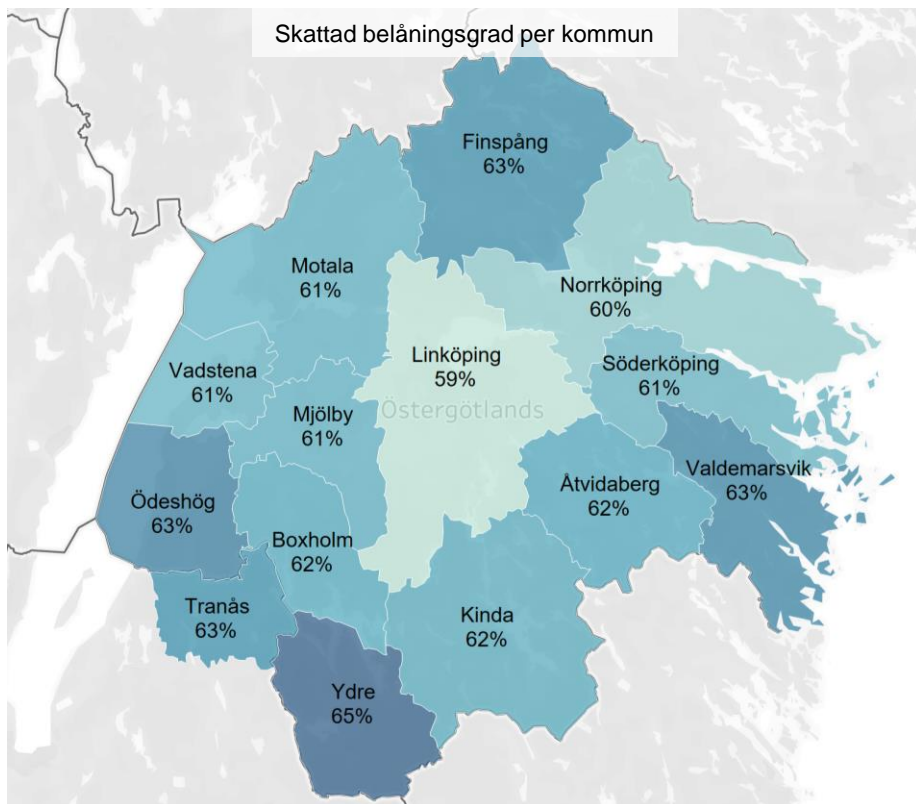 Skattad belåningsgrad per kommun
Finspång
63%
Motala
61%
Norrköping
60%
Linköping
59%
Vadstena
61%
Söderköping
61%
Mjölby
61%
Östergötlands
Valdemarsvik
63%
Åtvidaberg
62%
Ödeshög
63%
Boxholm
62%
Tranås
63%
Kinda
62%
Ydre
65%